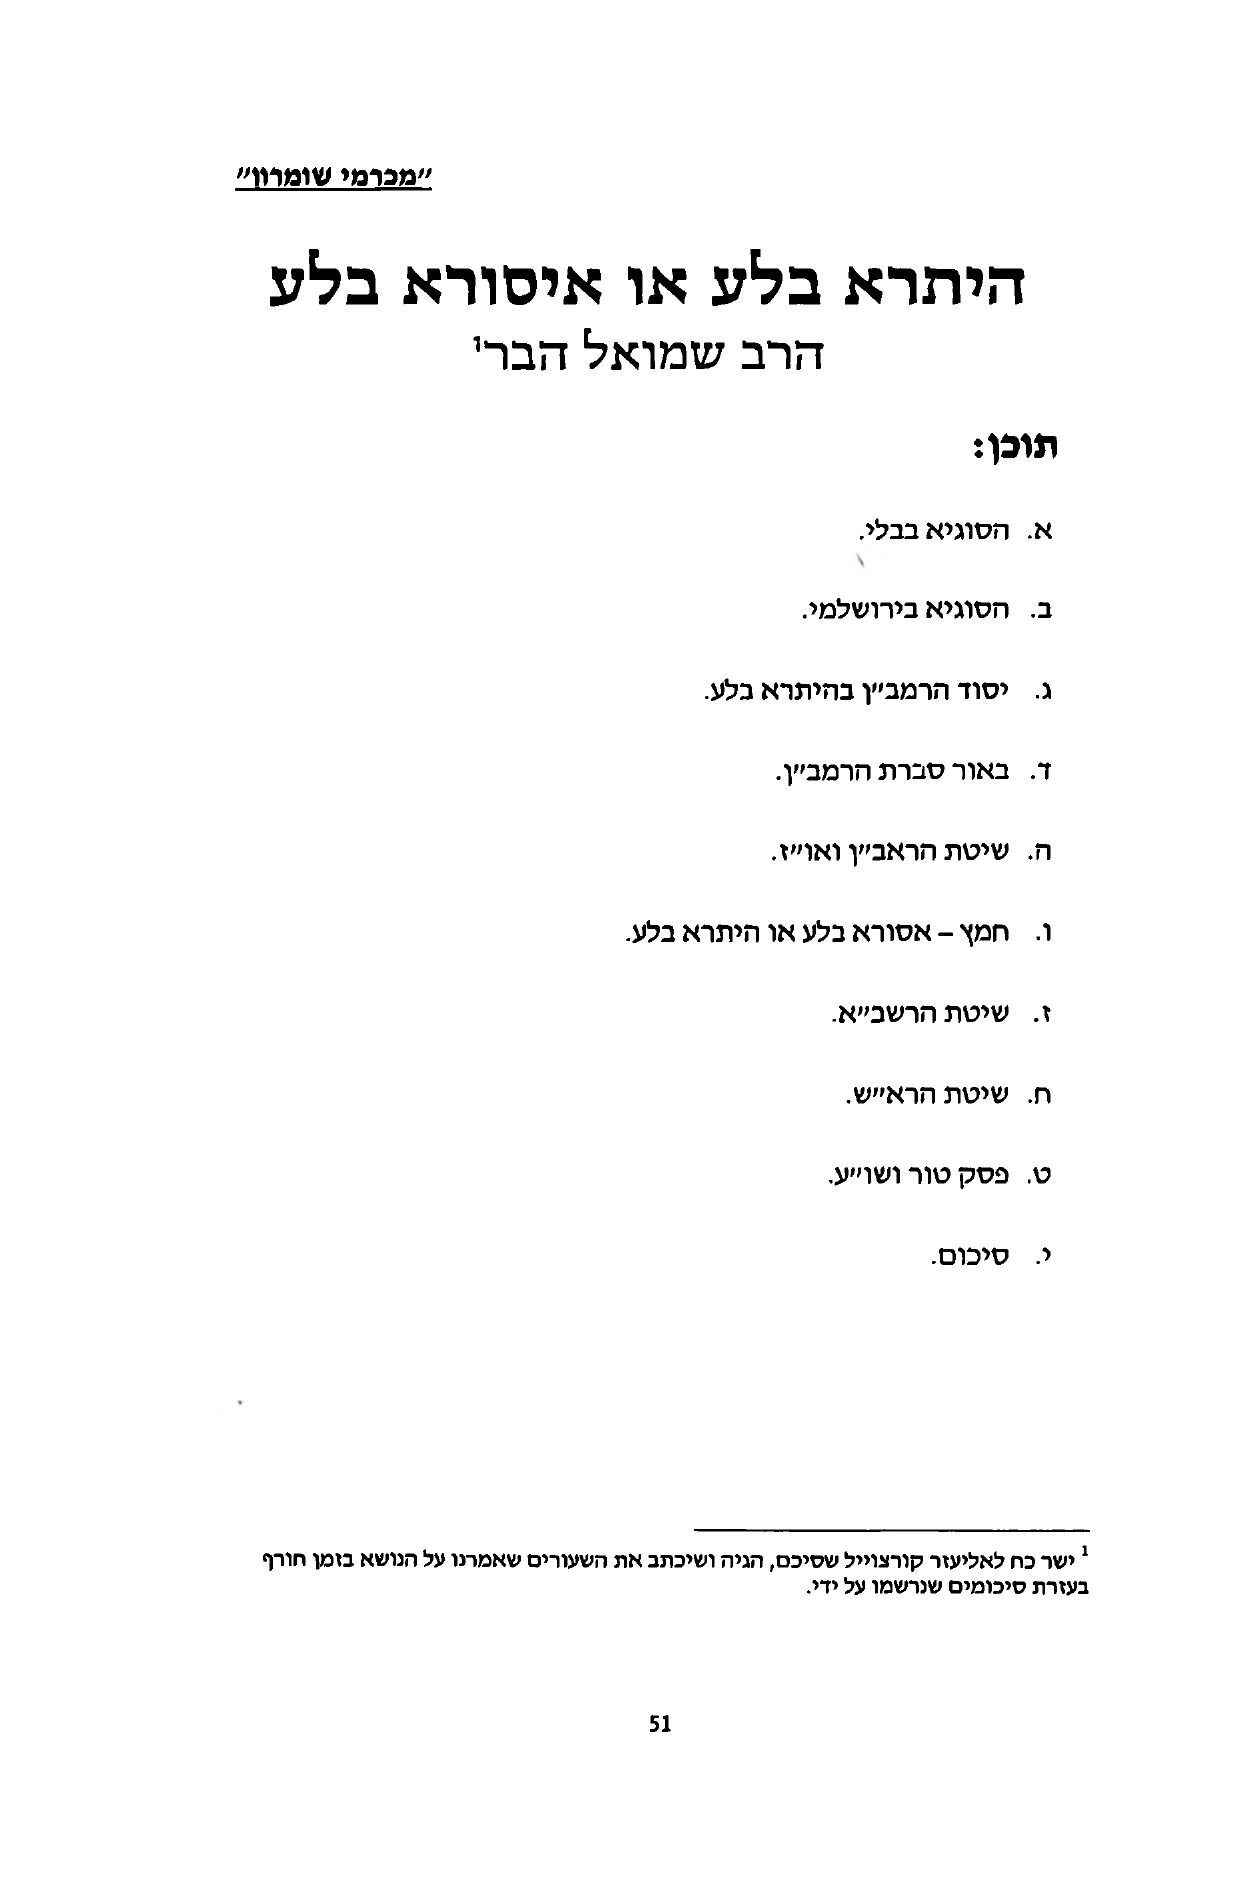 "מכרמי שומרון"
היתרא בלע או איסורא בלע
הרב שמואל הבר¹
תוכן:
א. הסוגיא בבלי.
ב. הסוגיא בירושלמי.
ג. יסוד הרמב"ן בהיתרא בלע.
ד. באור סברת הרמב"ן.
ה. שיטת הראב"ן ואו"ז.
ו. חמץ – אסורא בלע או היתרא בלע.
ז. שיטת הרשב"א.
ח. שיטת הרא"ש.
ט. פסק טור ושו"ע.
י. סיכום.
¹ ישר כח לאליעזר קורצוייל שסיכם, הגיה ושיכתב את השעורים שאמרנו על הנושא בזמן חורף
בעזרת סיכומים שנרשמו על ידי.
51